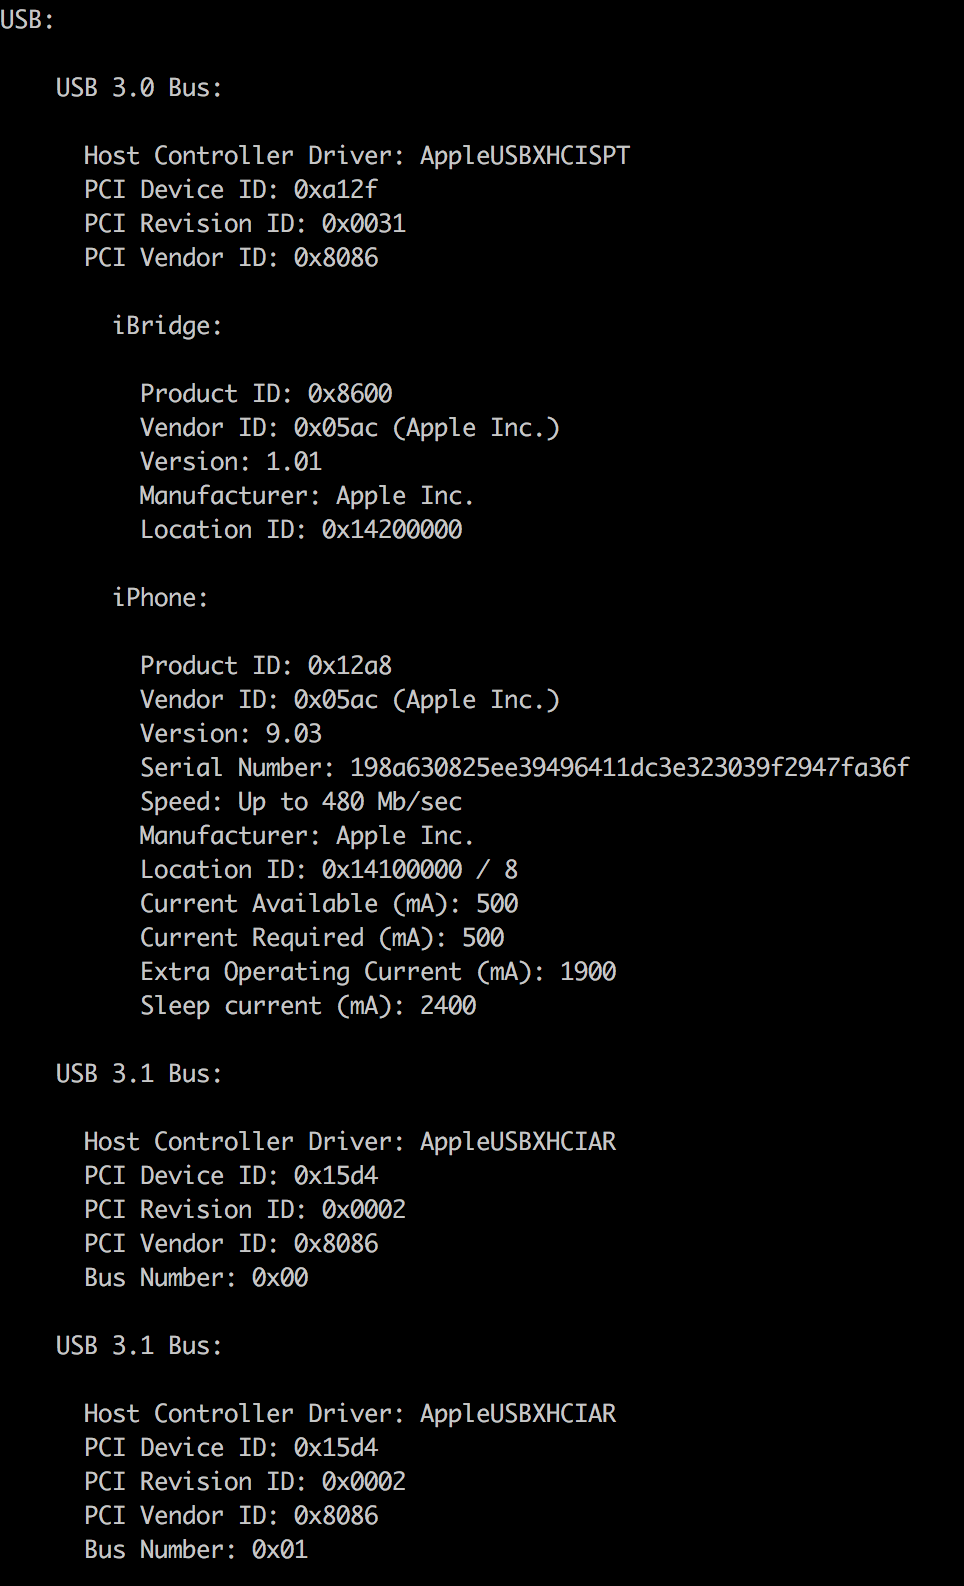 USB:
USB 3.0 Bus:
Host Controller Driver: AppleUSBXHCISPT
PCI Device ID: 0xa12f
PCI Revision ID: 0x0031
PCI Vendor ID: 0x8086
iBridge:
Product ID: 0x8600
Vendor ID: 0x05ac (Apple Inc.)
Version: 1.01
Manufacturer: Apple Inc.
Location ID: 0x14200000
iPhone:
Product ID: 0x12a8
Vendor ID: 0x05ac (Apple Inc.)
Version: 9.03
Serial Number: 198a630825ee39496411dc3e323039f2947fa36f
Speed: Up to 480 Mb/sec
Manufacturer: Apple Inc.
Location ID: 0x14100000 / 8
Current Available (mA): 500
Current Required (mA): 500
Extra Operating Current (mA): 1900
Sleep current (mA): 2400
USB 3.1 Bus:
Host Controller Driver: AppleUSBXHCIAR
PCI Device ID: 0x15d4
PCI Revision ID: 0x0002
PCI Vendor ID: 0x8086
Bus Number: 0x00
USB 3.1 Bus:
Host Controller Driver: AppleUSBXHCIAR
PCI Device ID: 0x15d4
PCI Revision ID: 0x0002
PCI Vendor ID: 0x8086
Bus Number: 0x01